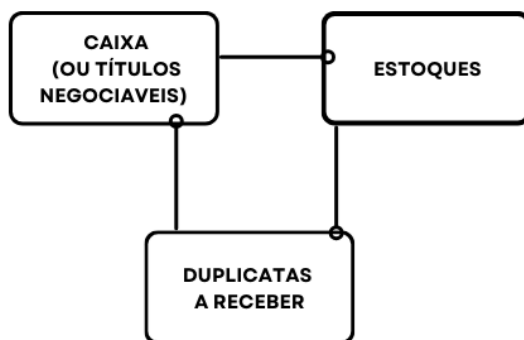 CAIXA
(OU TÍTULOS
NEGOCIAVEIS)
ESTOQUES
DUPLICATAS
A RECEBER